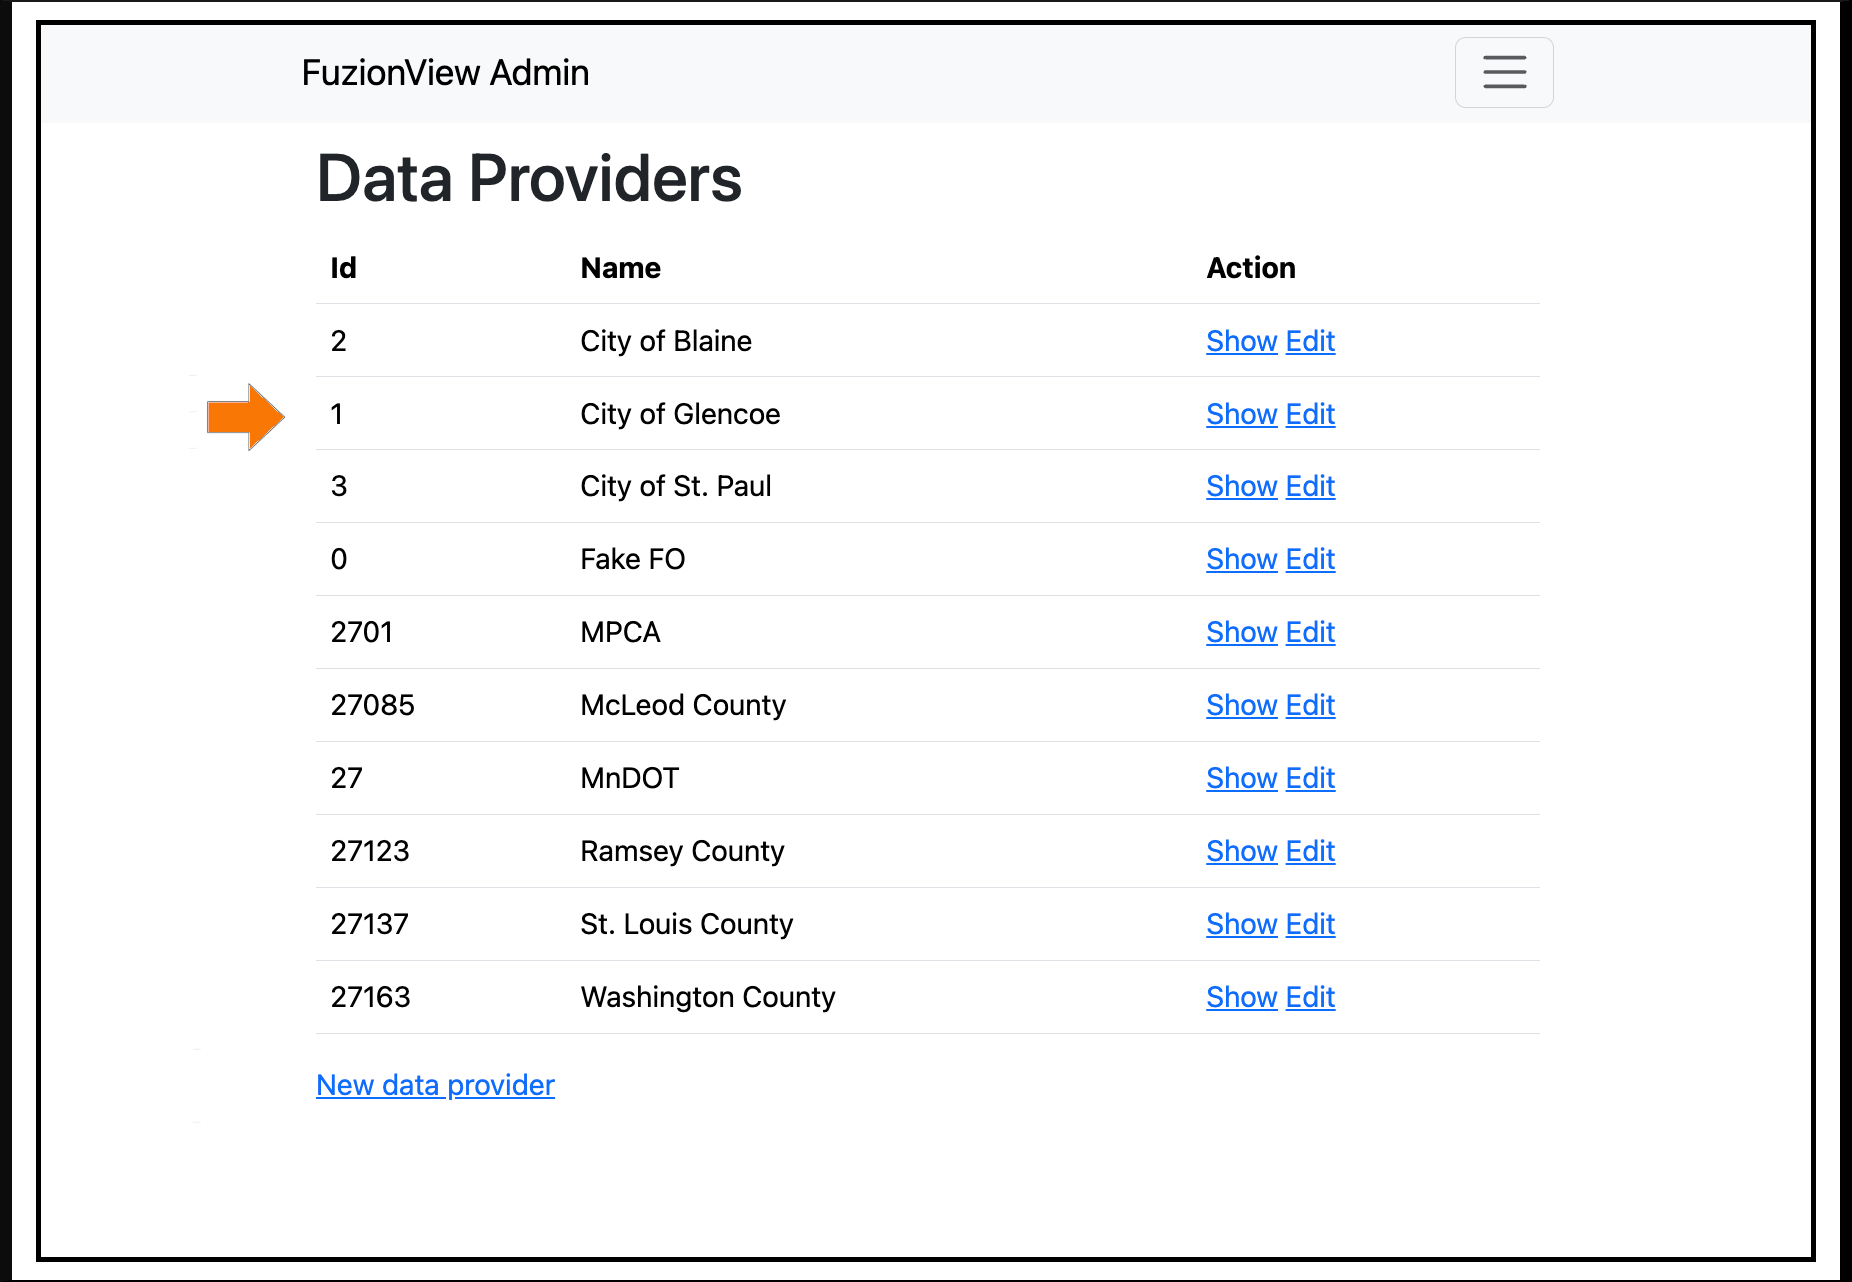 FuzionView Admin
Data Providers
Id Name Action
2 City of Blaine Show Edit
1 City of Glencoe Show Edit
3 City of St. Paul Show Edit
0 Fake FO Show Edit
2701 MPCA Show Edit
27085 McLeod County Show Edit
27 MnDOT Show Edit
27123 Ramsey County Show Edit
27137 St. Louis County Show Edit
27163 Washington County Show Edit
New data provider